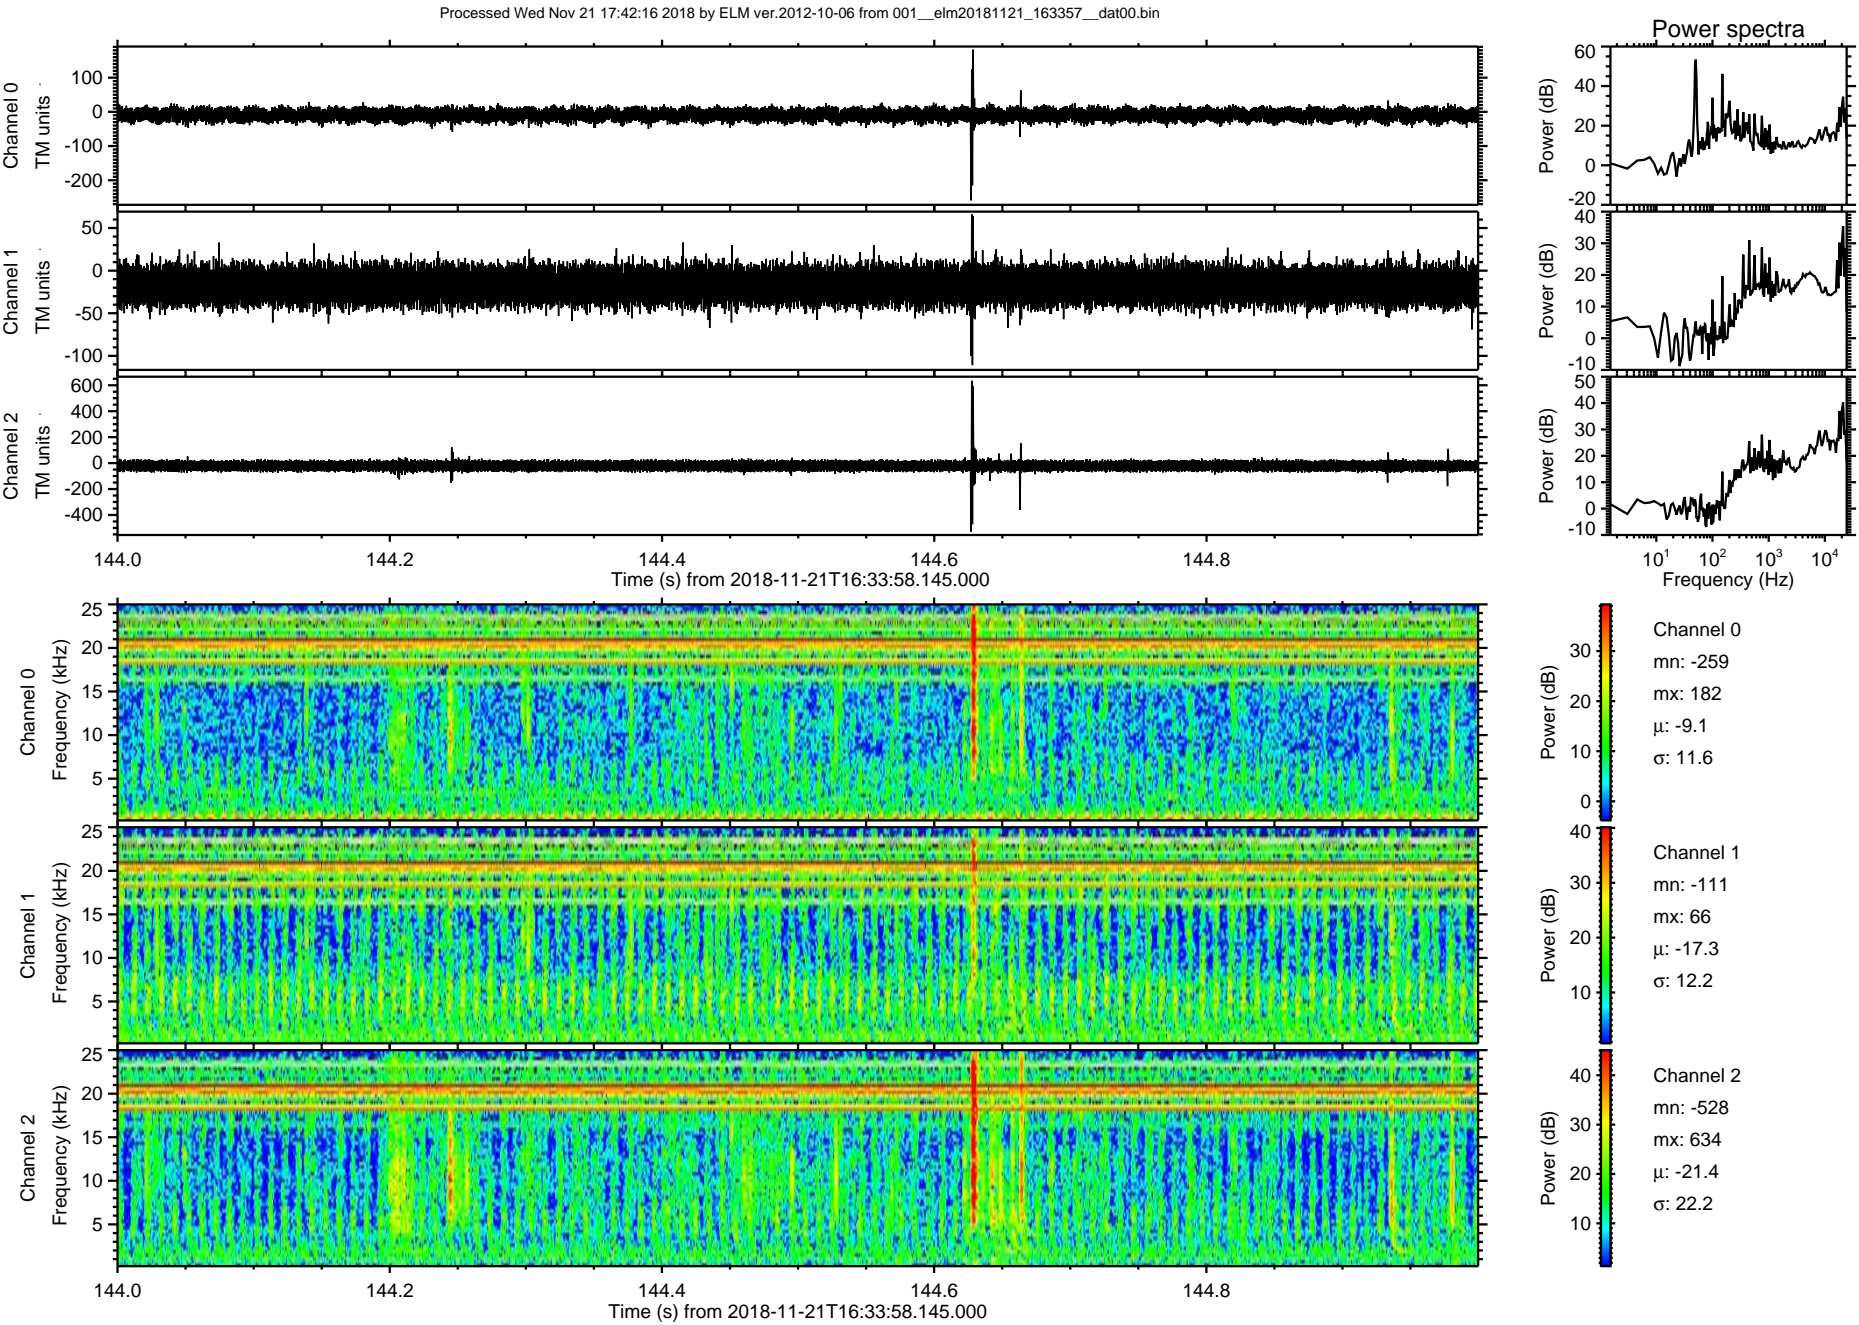 Processed Wed Nov 21 17:42:16 2018 by ELM ver.2012-10-06 from 001__elm20181121_163357__dat00.bin
Power spectra
Channel 0
TM units
100
0
-100
-200
Power (dB)
60
40
20
0
-20
Channel 1
TM units
50
0
-50
-100
Power (dB)
40
30
20
10
0
-10
Channel 2
TM units
600
400
200
0
-200
-400
Power (dB)
50
40
30
20
10
0
-10
144.0 144.2 144.4 144.6 144.8
Time (s) from 2018-11-21T16:33:58.145.000
10¹ 10² 10³ 10⁴
Frequency (Hz)
Channel 0
Frequency (kHz)
25
20
15
10
5
Power (dB)
30
20
10
0
Channel 0
mn: -259
mx: 182
μ: -9.1
σ: 11.6
Channel 1
Frequency (kHz)
25
20
15
10
5
Power (dB)
40
30
20
10
Channel 1
mn: -111
mx: 66
μ: -17.3
σ: 12.2
Channel 2
Frequency (kHz)
25
20
15
10
5
Power (dB)
40
30
20
10
Channel 2
mn: -528
mx: 634
μ: -21.4
σ: 22.2
144.0 144.2 144.4 144.6 144.8
Time (s) from 2018-11-21T16:33:58.145.000